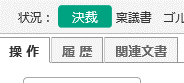 状況： 決裁 稟議書 ゴル
操 作 履 歴 関連文書